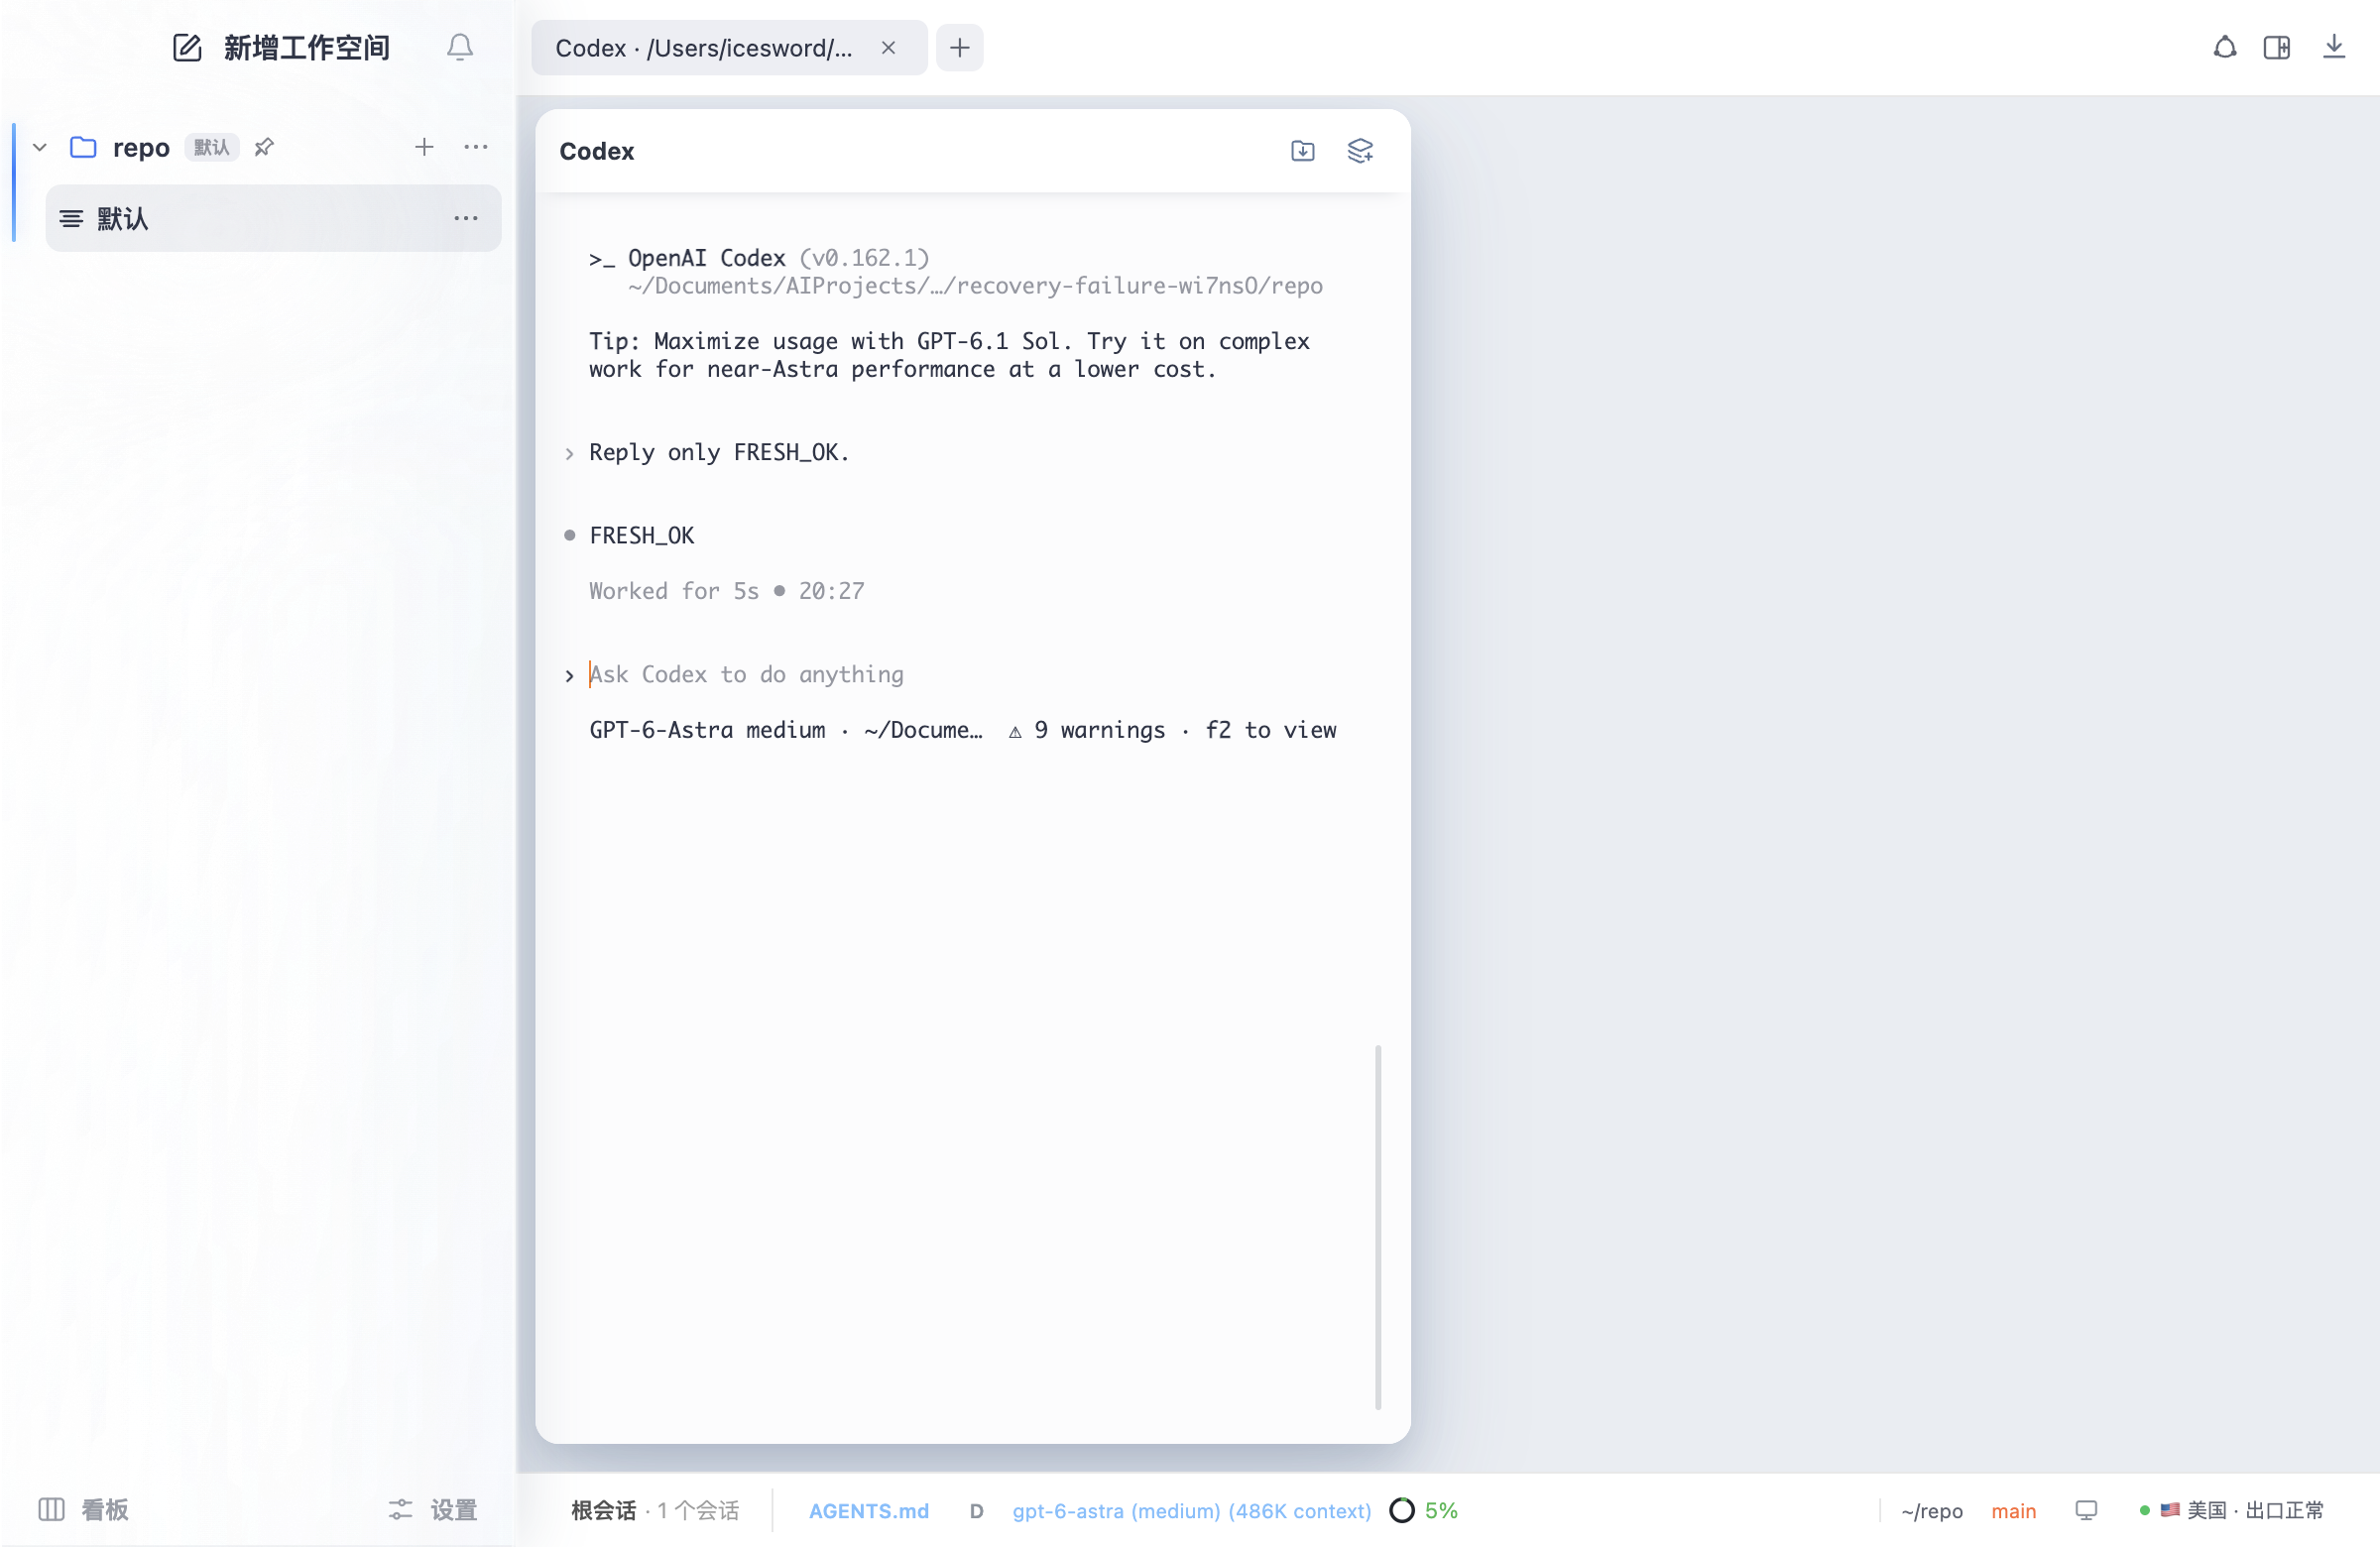 新增工作空间
Codex · /Users/icesword/...
repo 默认
默认
Codex
>_ OpenAI Codex (v0.162.1)
~/Documents/AIProjects/…/recovery-failure-wi7nsO/repo
Tip: Maximize usage with GPT-6.1 Sol. Try it on complex
work for near-Astra performance at a lower cost.
› Reply only FRESH_OK.
● FRESH_OK
Worked for 5s ● 20:27
› Ask Codex to do anything
GPT-6-Astra medium · ~/Docume… ⚠ 9 warnings · f2 to view
看板
设置
根会话 · 1 个会话
AGENTS.md D gpt-6-astra (medium) (486K context) 5%
~/repo main 🇺🇸 美国 · 出口正常